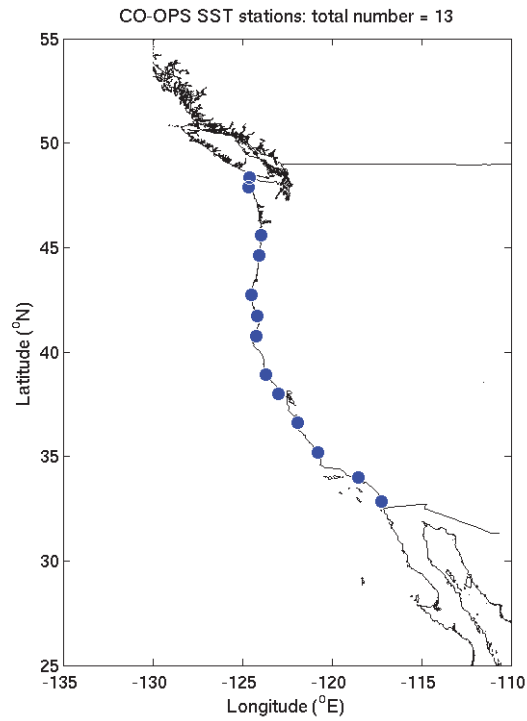 CO-OPS SST stations: total number = 13
55
50
45
40
35
30
25
Latitude (°N)
-135 -130 -125 -120 -115 -110
Longitude (°E)